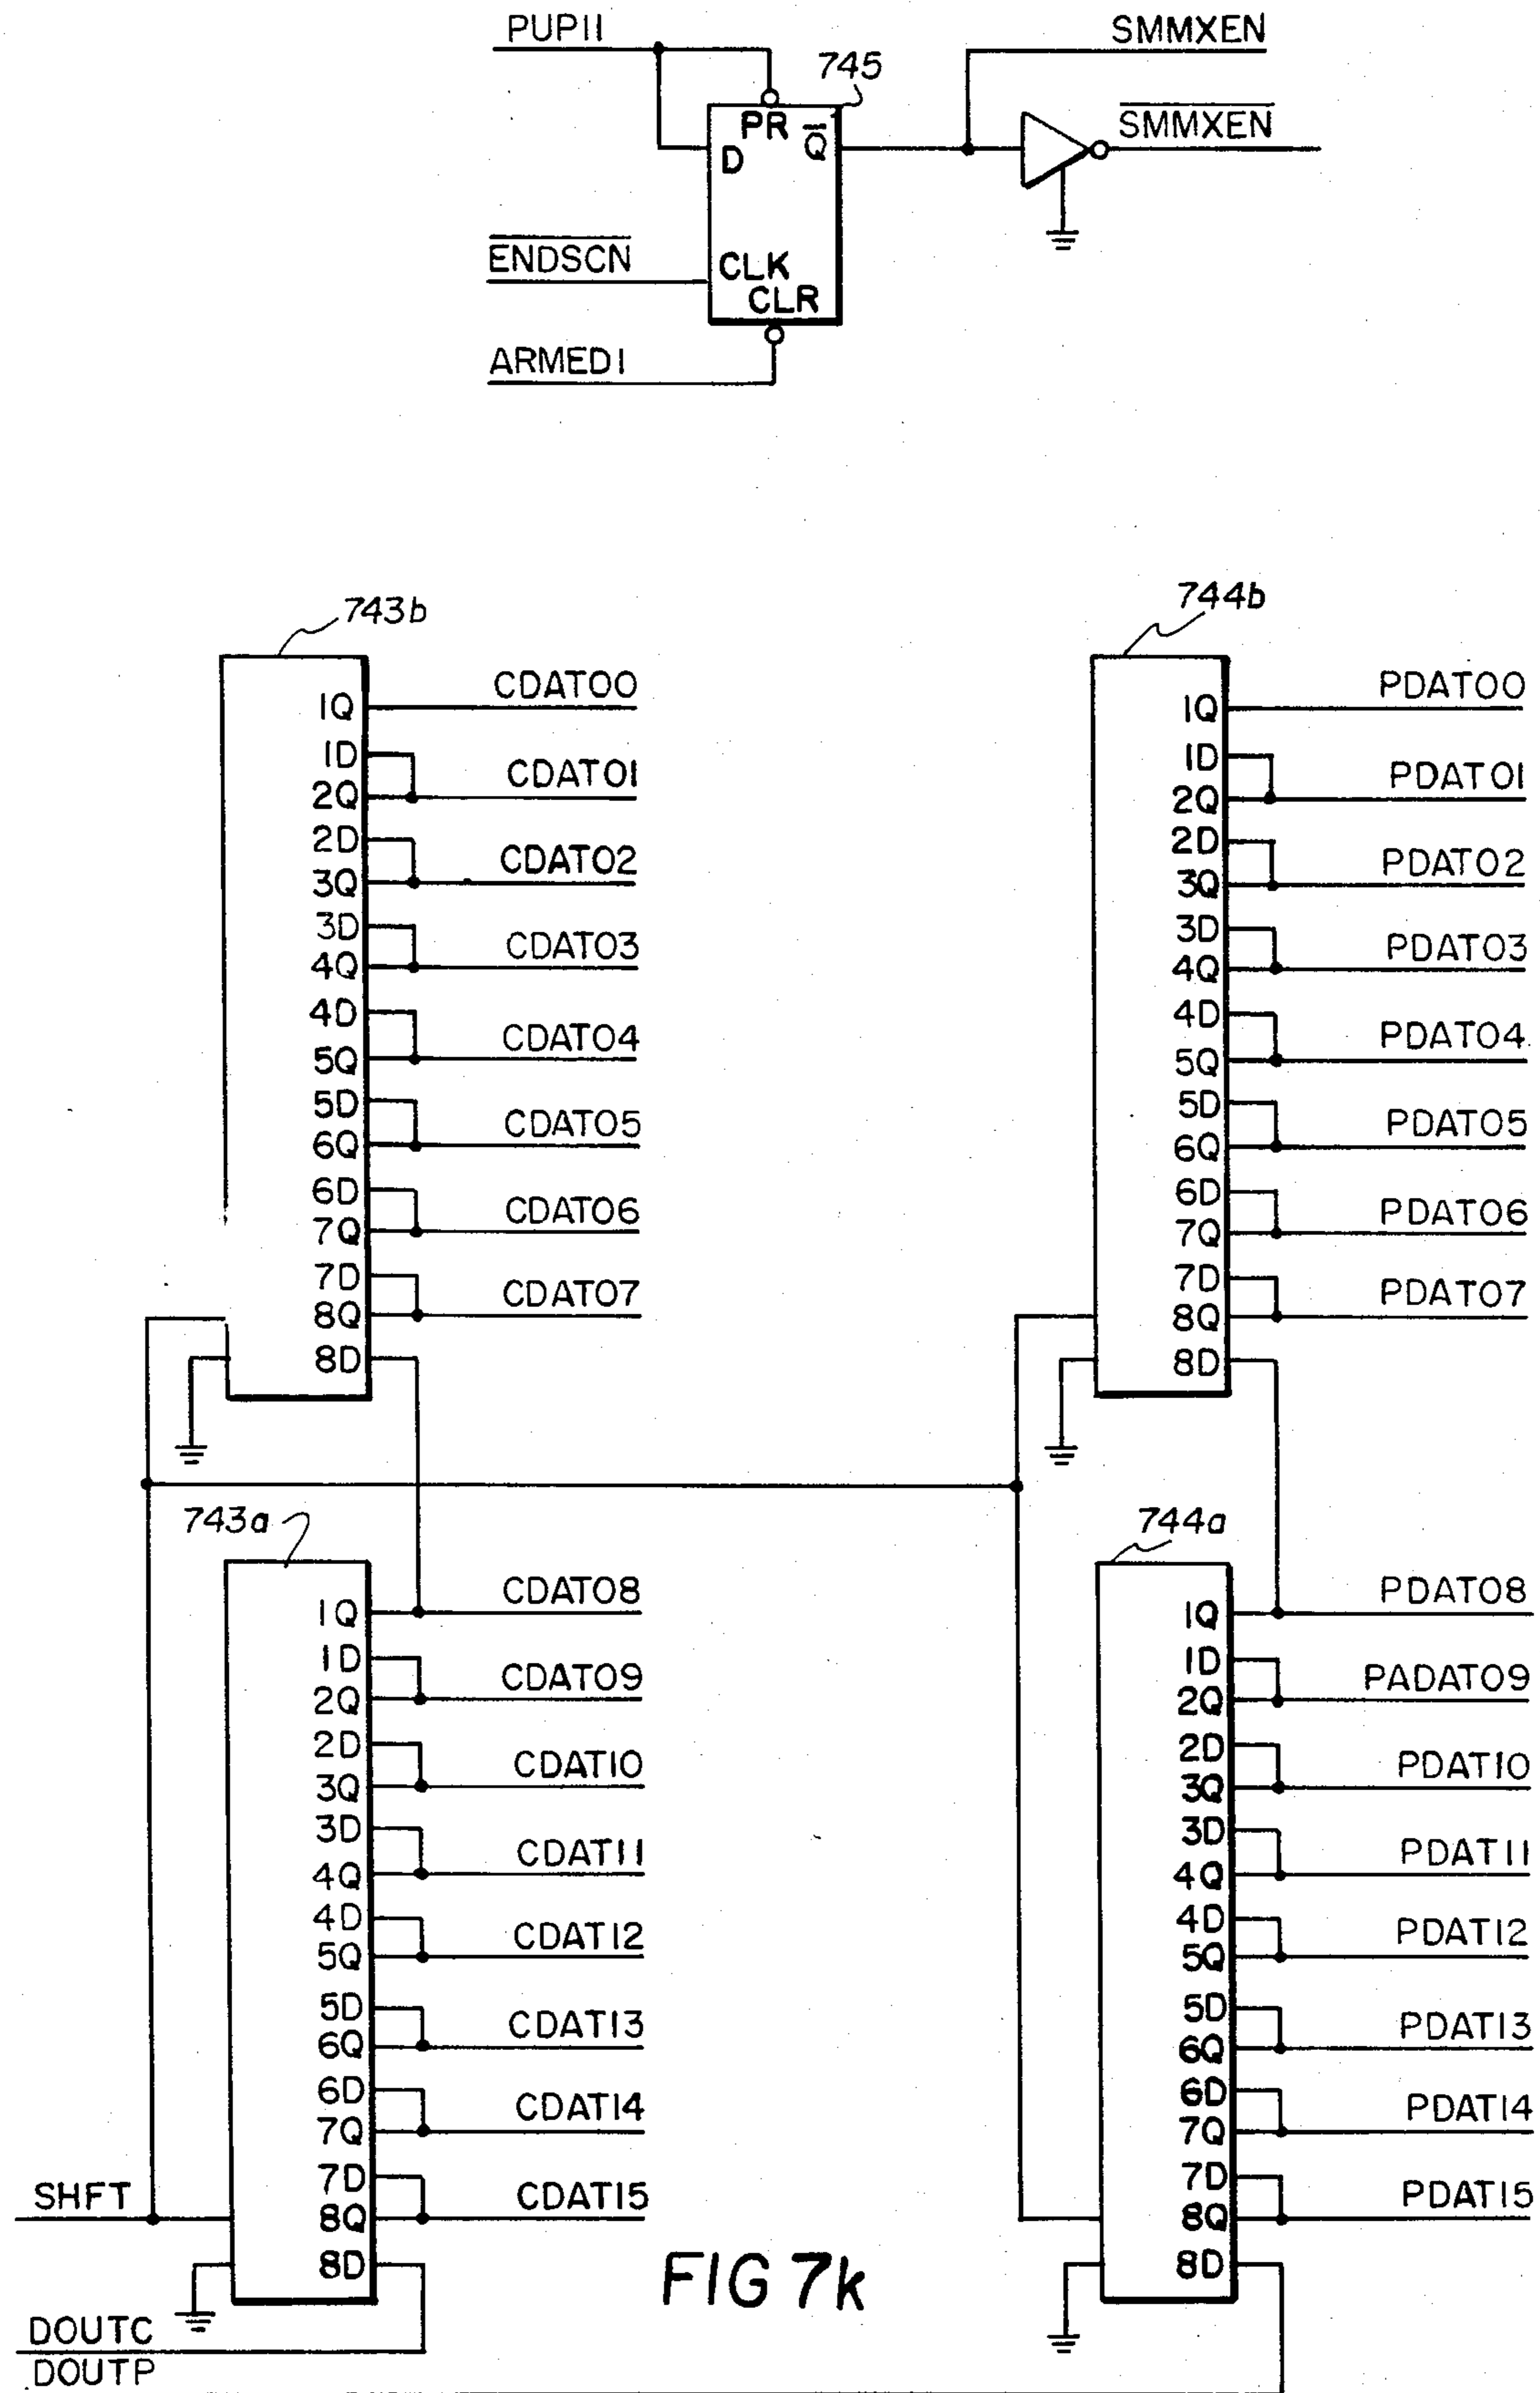 PUP11
SMMXEN
745
PR
Q̅
D
S̅M̅M̅X̅E̅N̅
E̅N̅D̅S̅C̅N̅
CLK
CLR
ARMED1
743b
1Q CDAT00
1D
2Q CDAT01
2D
3Q CDAT02
3D
4Q CDAT03
4D
5Q CDAT04
5D
6Q CDAT05
6D
7Q CDAT06
7D
8Q CDAT07
8D
744b
1Q PDAT00
1D
2Q PDAT01
2D
3Q PDAT02
3D
4Q PDAT03
4D
5Q PDAT04
5D
6Q PDAT05
6D
7Q PDAT06
7D
8Q PDAT07
8D
743a
1Q CDAT08
1D
2Q CDAT09
2D
3Q CDAT10
3D
4Q CDAT11
4D
5Q CDAT12
5D
6Q CDAT13
6D
7Q CDAT14
7D
8Q CDAT15
8D
SHFT
744a
1Q PDAT08
1D
2Q PADAT09
2D
3Q PDAT10
3D
4Q PDAT11
4D
5Q PDAT12
5D
6Q PDAT13
6D
7Q PDAT14
7D
8Q PDAT15
8D
FIG 7k
DOUTC
DOUTP